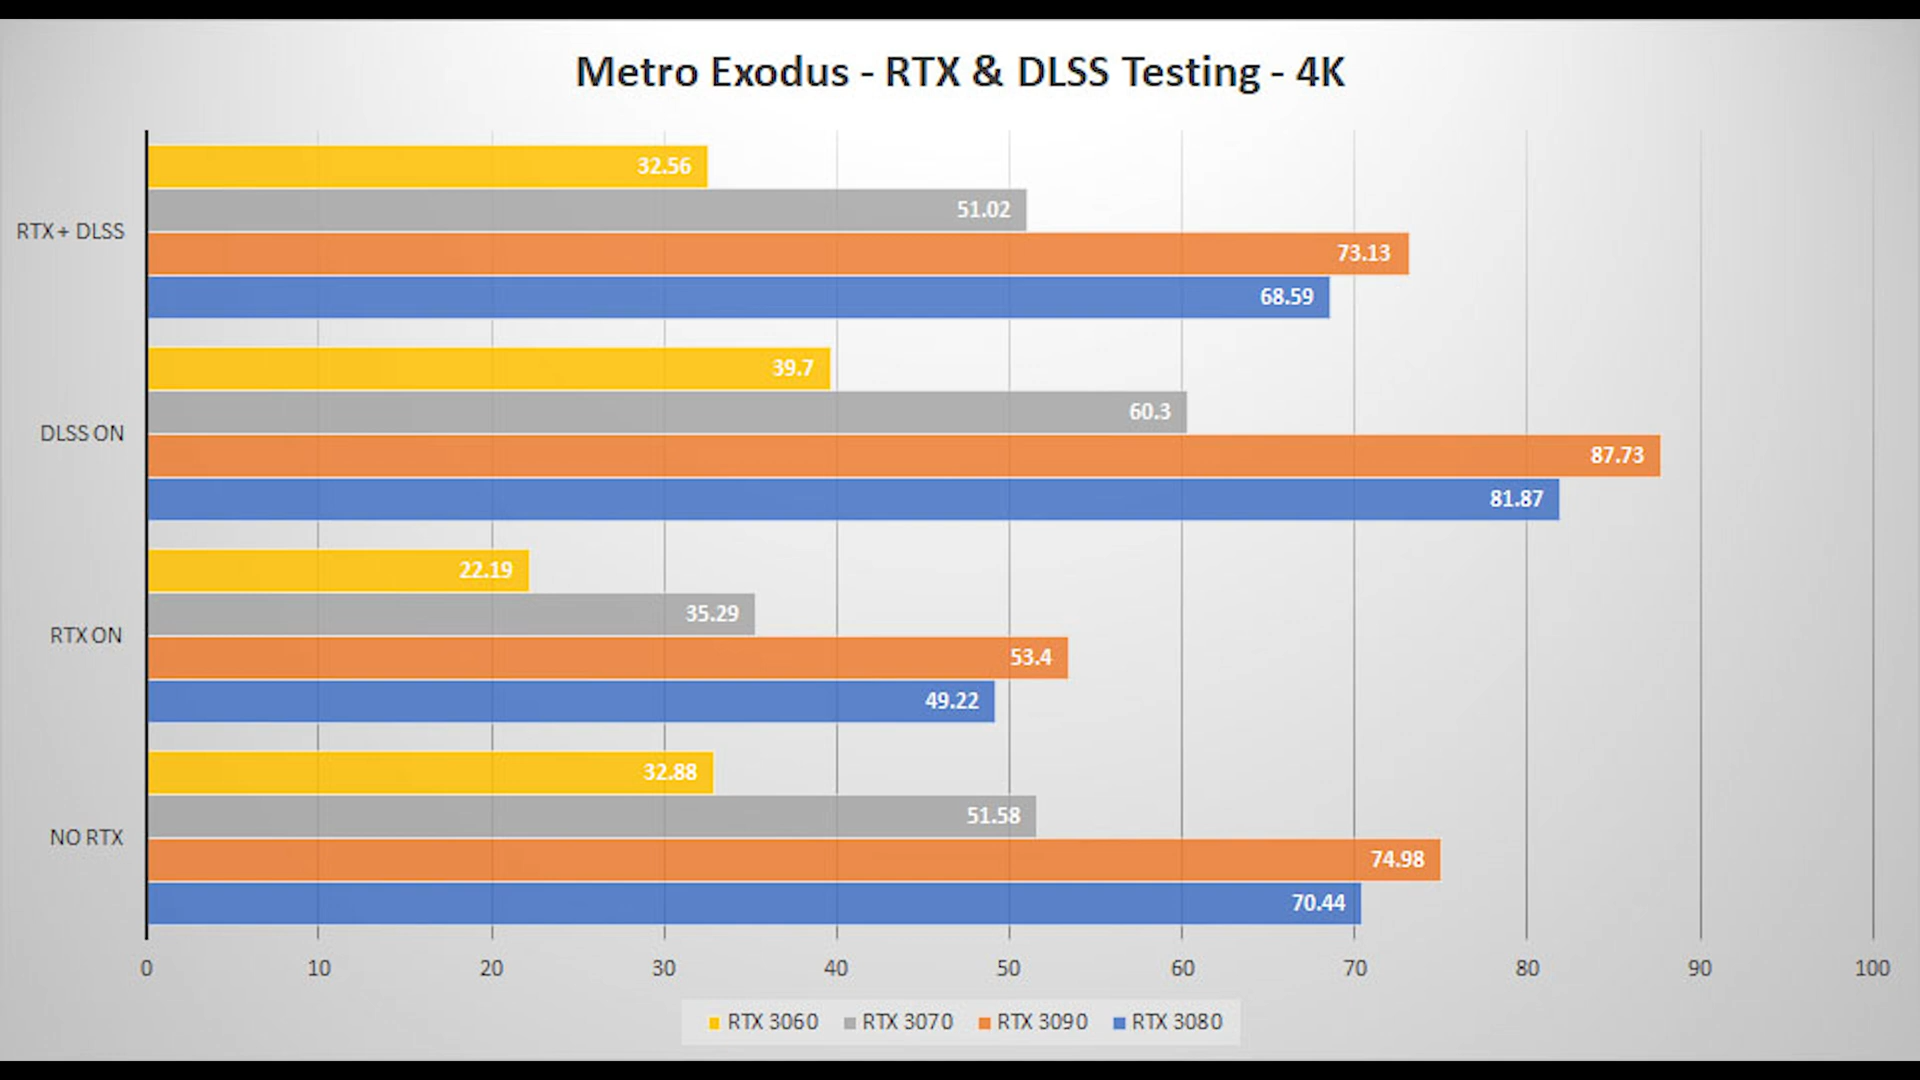 Metro Exodus - RTX & DLSS Testing - 4K
32.56
51.02
RTX + DLSS
73.13
68.59
39.7
60.3
DLSS ON
87.73
81.87
22.19
35.29
RTX ON
53.4
49.22
32.88
51.58
NO RTX
74.98
70.44
0 10 20 30 40 50 60 70 80 90 100
RTX 3060 RTX 3070 RTX 3090 RTX 3080